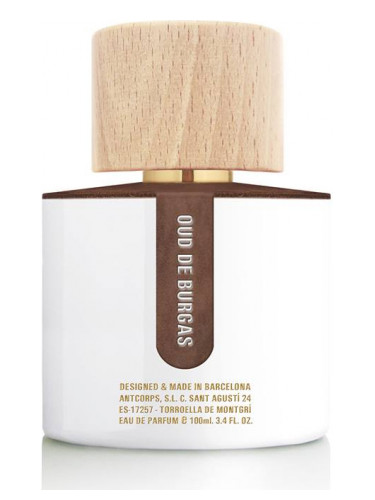 OUD DE BURGAS
DESIGNED & MADE IN BARCELONA
ANTCORPS, S.L. C. SANT AGUSTÍ 24
ES-17257 - TORROELLA DE MONTGRÍ
EAU DE PARFUM & 100ml. 3.4 FL. OZ.